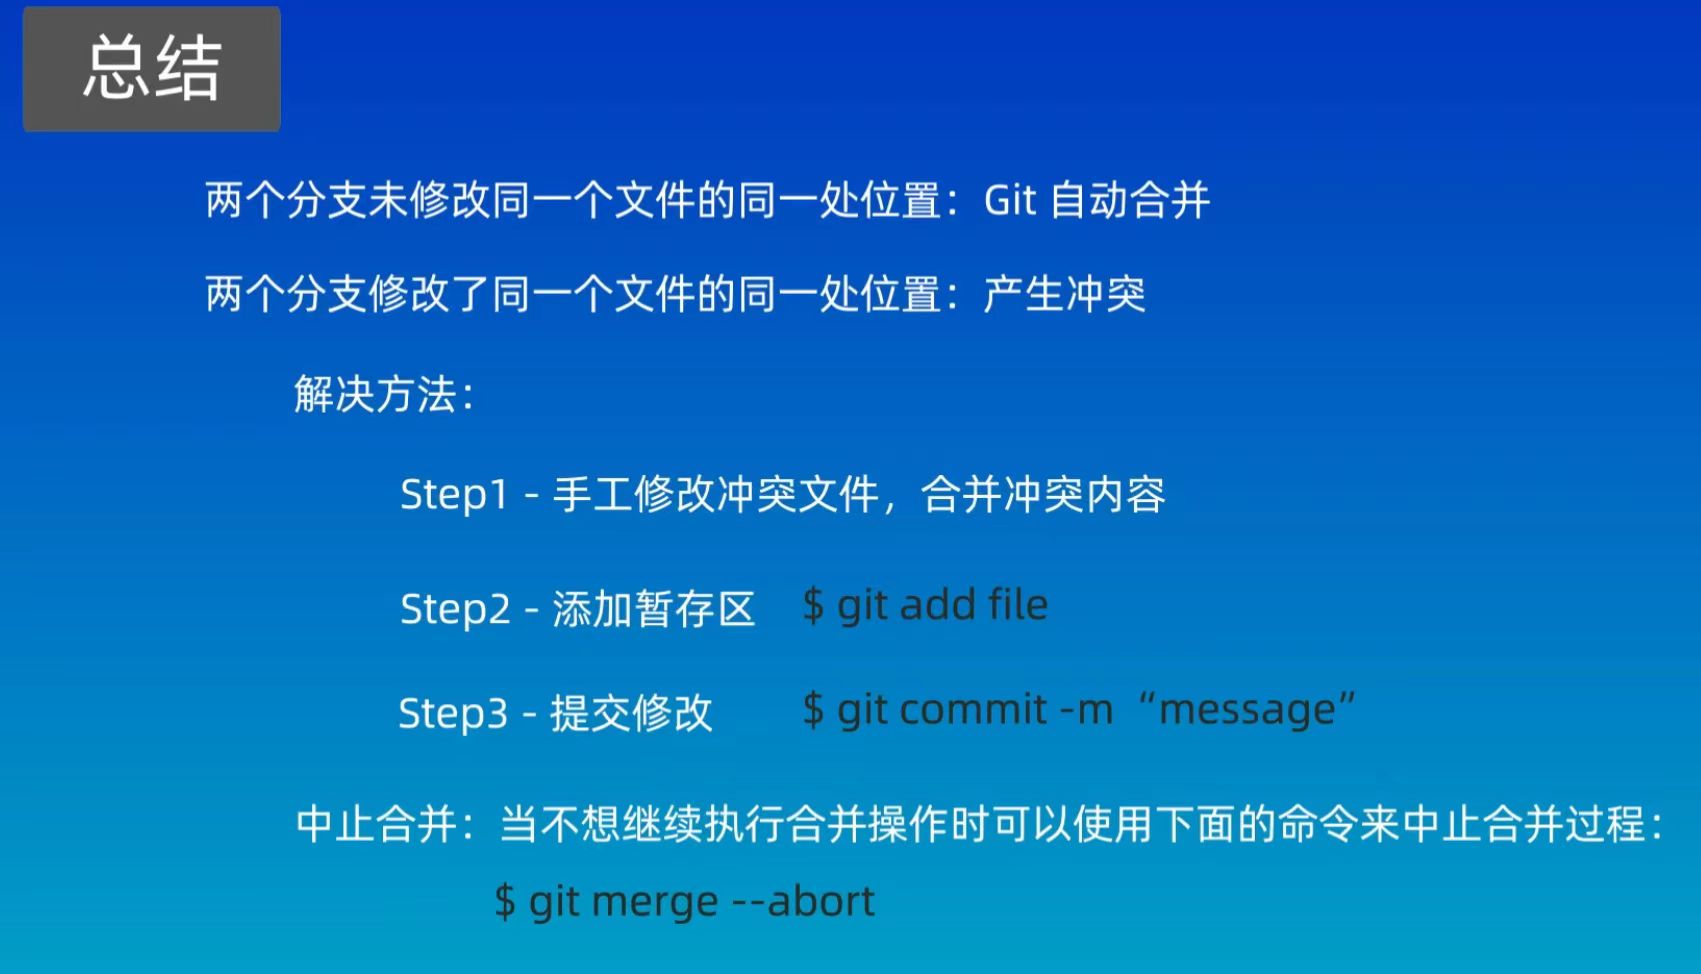 总结
两个分支未修改同一个文件的同一处位置：Git 自动合并
两个分支修改了同一个文件的同一处位置：产生冲突
解决方法：
Step1 - 手工修改冲突文件，合并冲突内容
Step2 - 添加暂存区 $ git add file
Step3 - 提交修改 $ git commit -m “message”
中止合并：当不想继续执行合并操作时可以使用下面的命令来中止合并过程：
$ git merge --abort